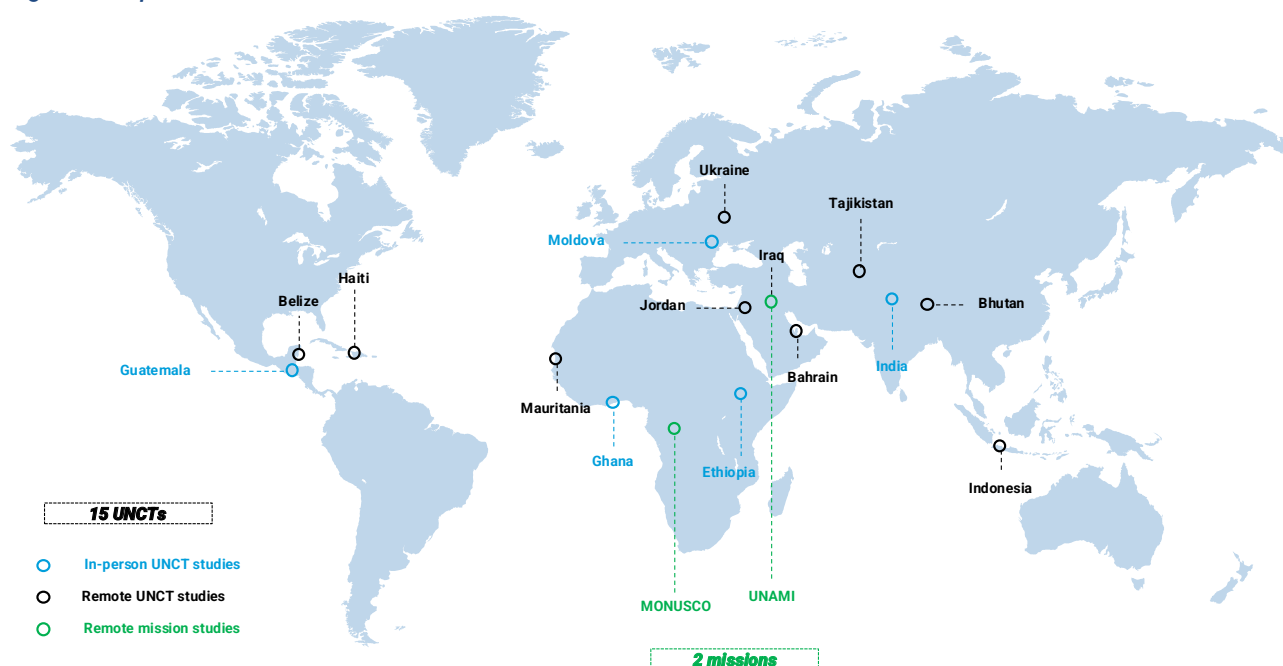 Ukraine
Tajikistan
Moldova
Iraq
Haiti
Belize
Jordan
Bhutan
Guatemala
India
Bahrain
Mauritania
Ghana
Ethiopia
Indonesia
15 UNCTs
In-person UNCT studies
Remote UNCT studies
Remote mission studies
MONUSCO
UNAMI
2 missions